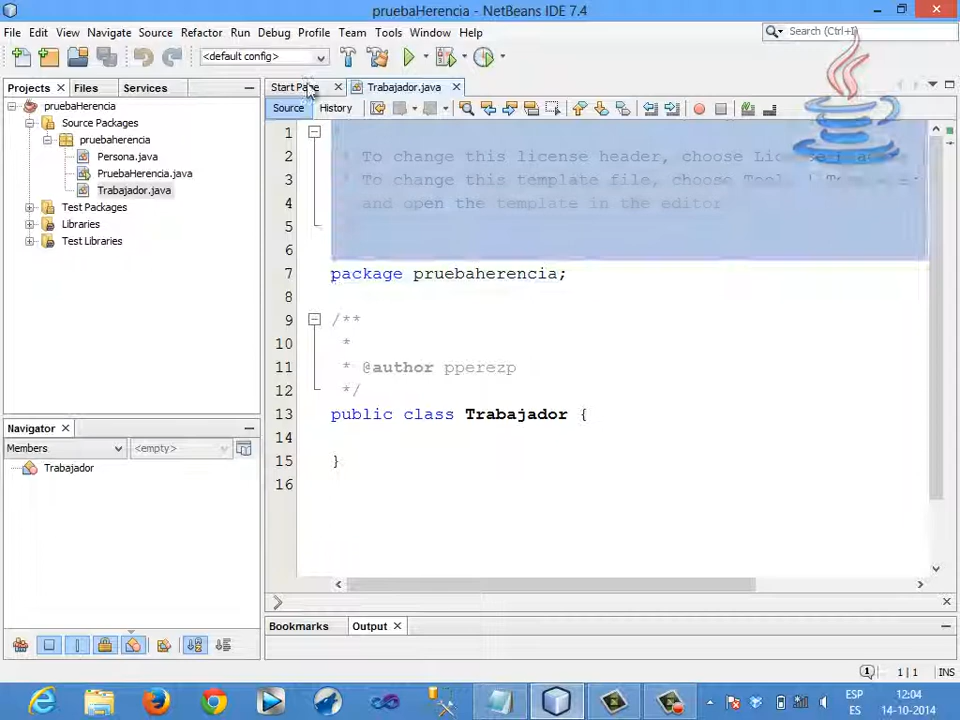 pruebaHerencia - NetBeans IDE 7.4
File Edit View Navigate Source Refactor Run Debug Profile Team Tools Window Help
Search (Ctrl+I)
<default config>
Projects Files Services
Start Page Trabajador.java
Source History
pruebaHerencia
Source Packages
pruebaherencia
Persona.java
PruebaHerencia.java
Trabajador.java
Test Packages
Libraries
Test Libraries
1
2 * To change this license header, choose
3 * To change this template file, choose
4 * and open the template in the editor
5
6
7 package pruebaherencia;
8
9 /**
10 *
11 * @author pperezp
12 */
13 public class Trabajador {
14
15 }
16
Navigator
Members <empty>
Trabajador
Bookmarks Output
1 | 1 INS
ESP 12:04
ES 14-10-2014